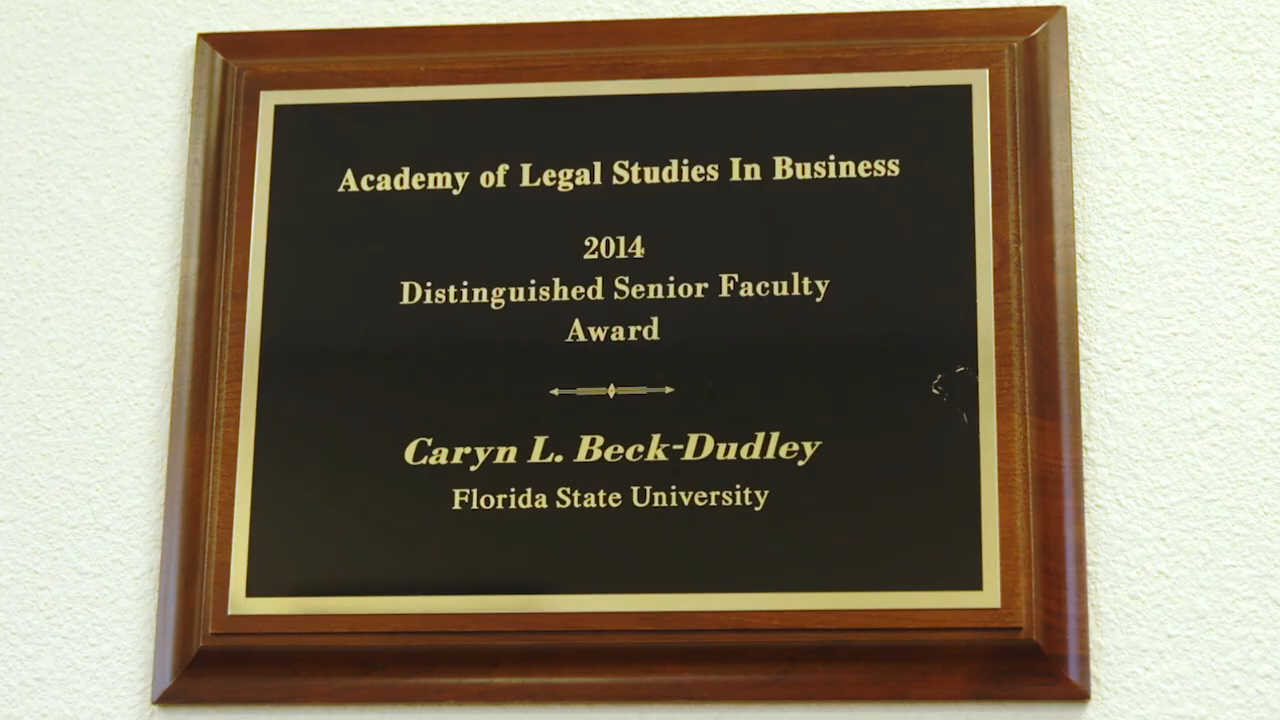 Academy of Legal Studies In Business
2014
Distinguished Senior Faculty
Award
Caryn L. Beck-Dudley
Florida State University